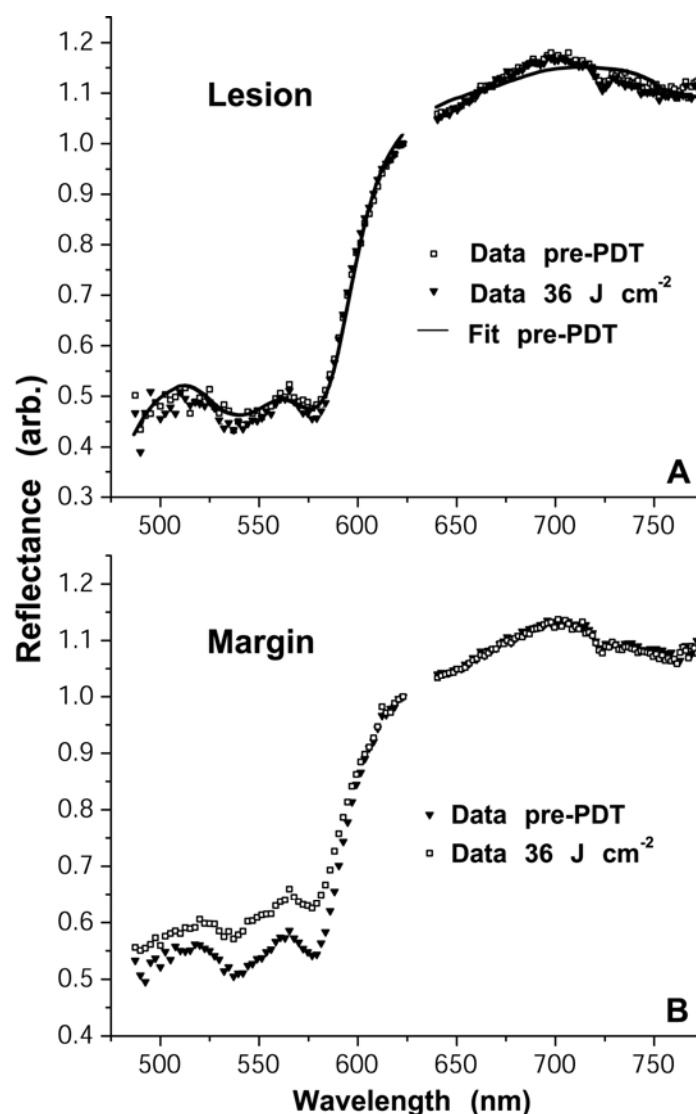 1.2
1.1
1.0
0.9
0.8
0.7
0.6
0.5
0.4
0.3
Lesion
Data pre-PDT
Data 36 J cm-2
Fit pre-PDT
A
500 550 600 650 700 750
Reflectance (arb.)
1.2
1.1
1.0
0.9
0.8
0.7
0.6
0.5
0.4
Margin
Data pre-PDT
Data 36 J cm-2
B
500 550 600 650 700 750
Wavelength (nm)